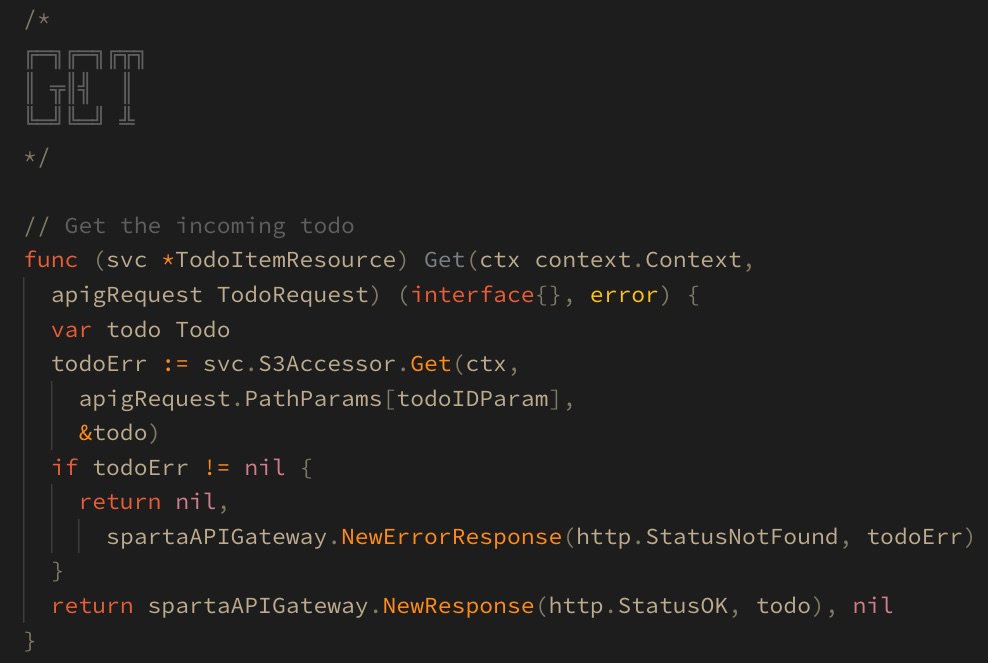 /*
╔═╗╔═╗╔╦╗
║ ╦║╣  ║
╚═╝╚═╝ ╩
*/

// Get the incoming todo
func (svc *TodoItemResource) Get(ctx context.Context,
  apigRequest TodoRequest) (interface{}, error) {
  var todo Todo
  todoErr := svc.S3Accessor.Get(ctx,
    apigRequest.PathParams[todoIDParam],
    &todo)
  if todoErr != nil {
    return nil,
      spartaAPIGateway.NewErrorResponse(http.StatusNotFound, todoErr)
  }
  return spartaAPIGateway.NewResponse(http.StatusOK, todo), nil
}